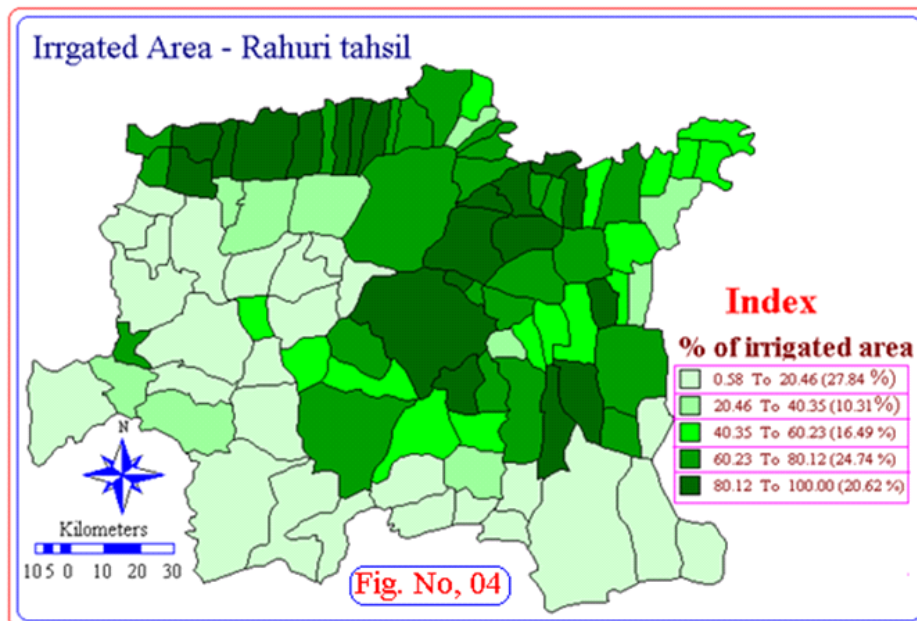 Irrgated Area - Rahuri tahsil
Index
% of irrigated area
0.58 To 20.46 (27.84 %)
20.46 To 40.35 (10.31%)
40.35 To 60.23 (16.49 %)
60.23 To 80.12 (24.74 %)
80.12 To 100.00 (20.62 %)
N
Kilometers
10 5 0 10 20 30
Fig. No, 04